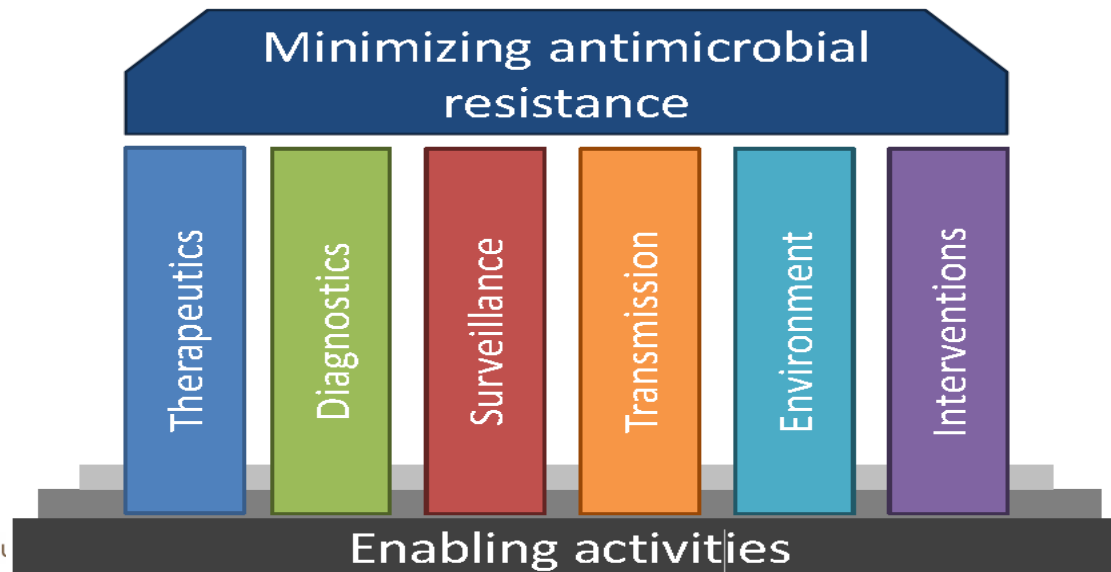 Minimizing antimicrobial
resistance
Therapeutics
Diagnostics
Surveillance
Transmission
Environment
Interventions
Enabling activities